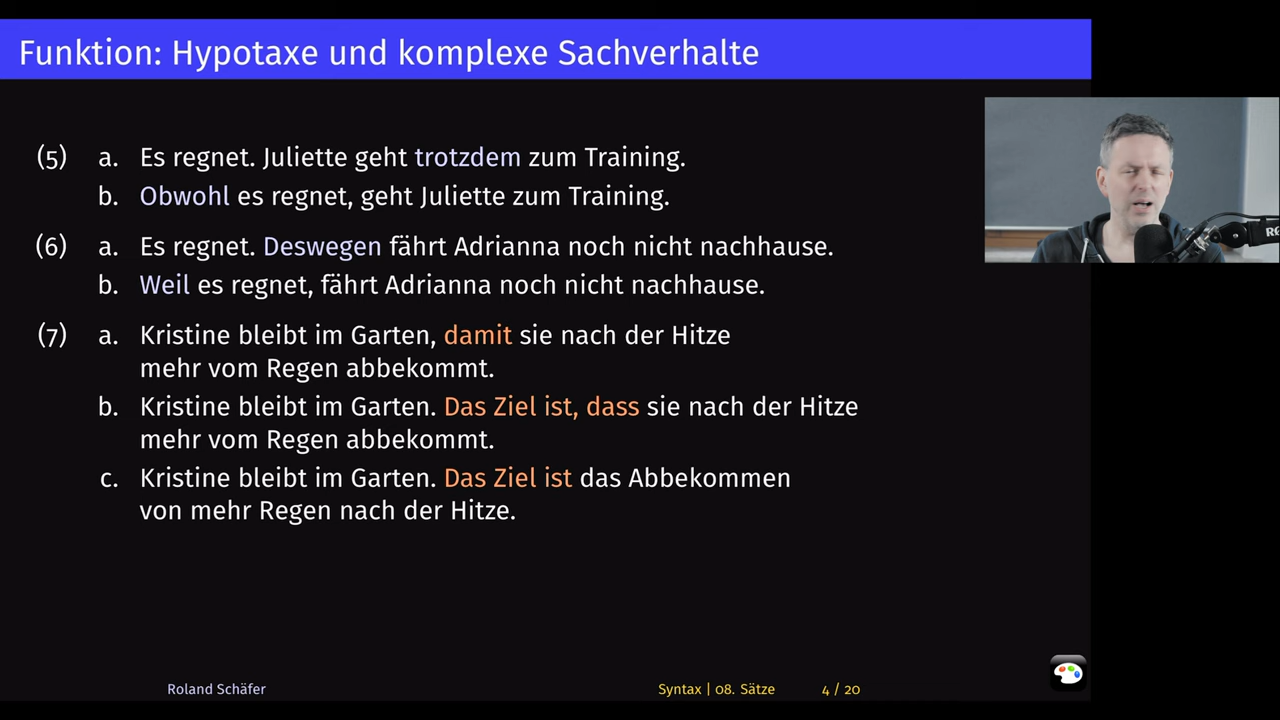 Funktion: Hypotaxe und komplexe Sachverhalte
(5) a. Es regnet. Juliette geht trotzdem zum Training.
b. Obwohl es regnet, geht Juliette zum Training.
(6) a. Es regnet. Deswegen fährt Adrianna noch nicht nachhause.
b. Weil es regnet, fährt Adrianna noch nicht nachhause.
(7) a. Kristine bleibt im Garten, damit sie nach der Hitze
mehr vom Regen abbekommt.
b. Kristine bleibt im Garten. Das Ziel ist, dass sie nach der Hitze
mehr vom Regen abbekommt.
c. Kristine bleibt im Garten. Das Ziel ist das Abbekommen
von mehr Regen nach der Hitze.
Roland Schäfer Syntax | 08. Sätze 4 / 20